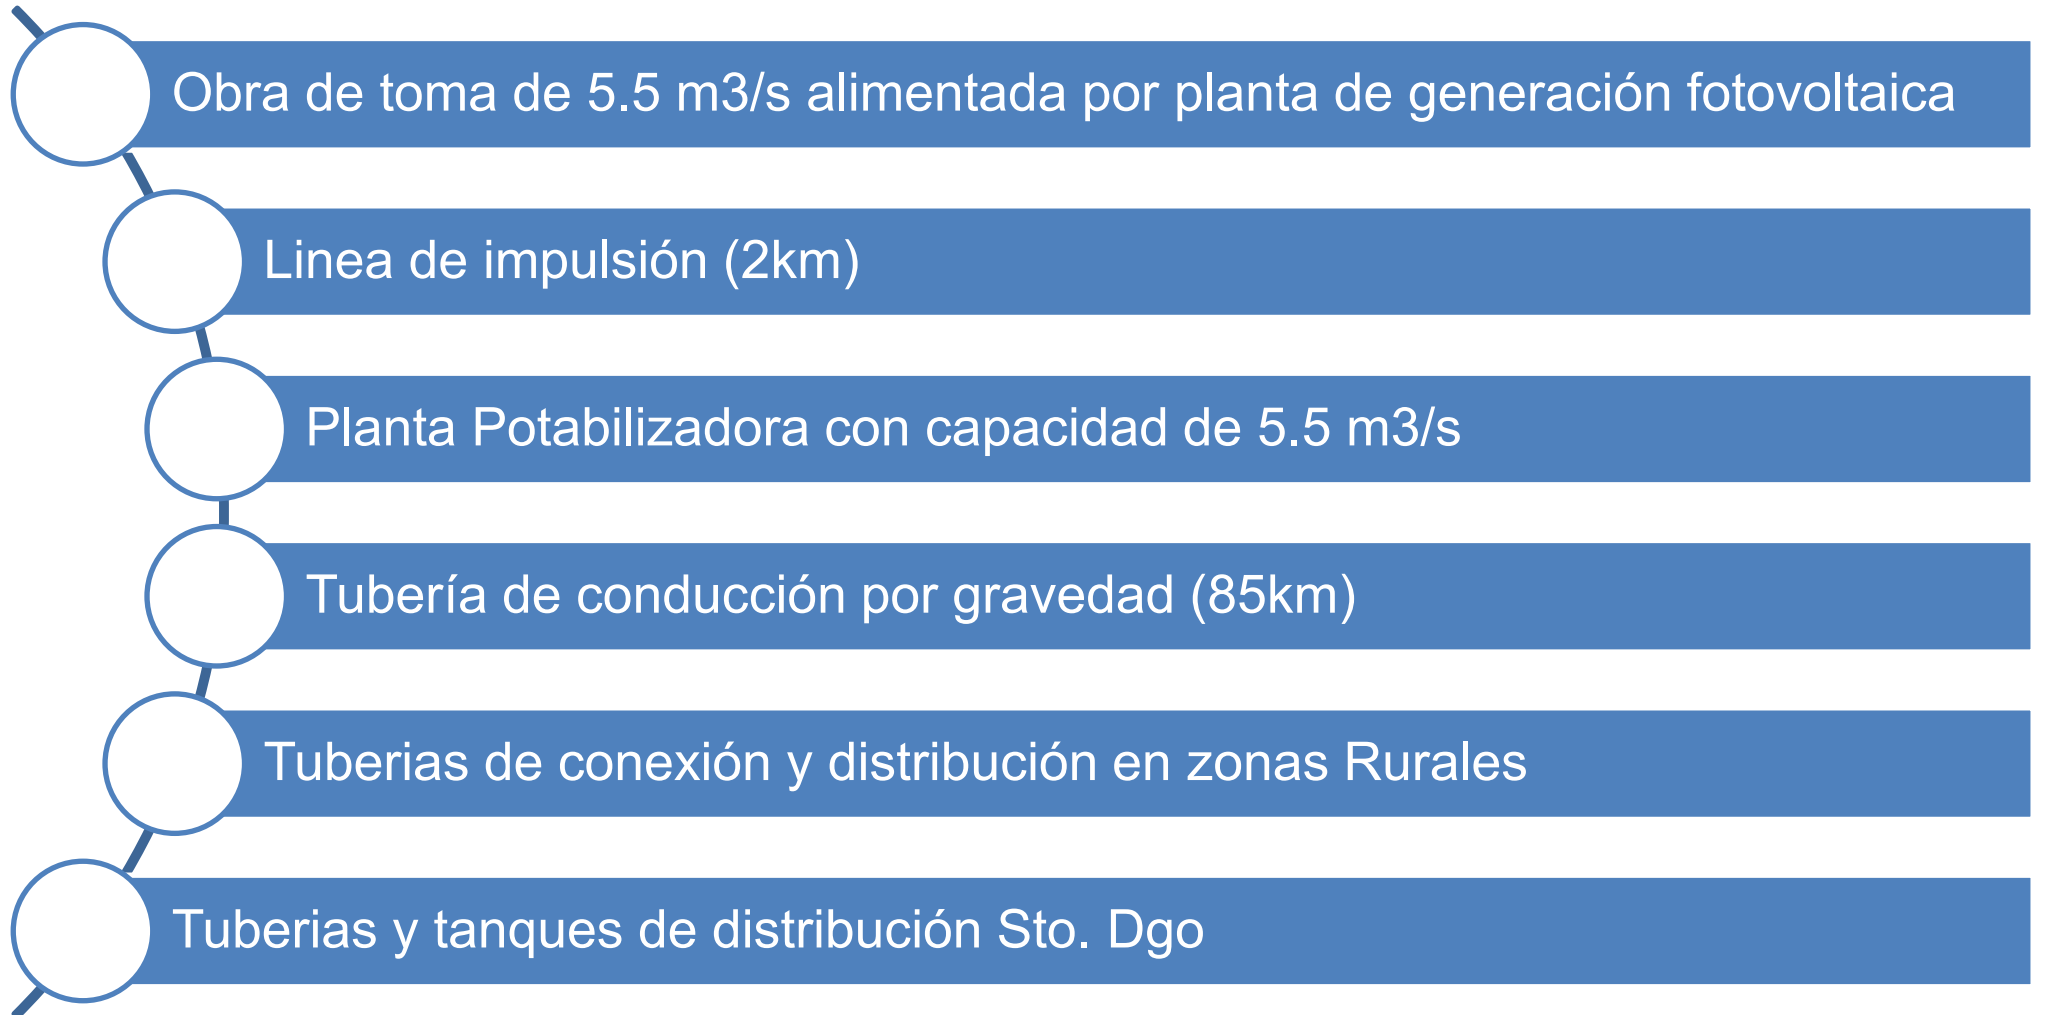 Obra de toma de 5.5 m3/s alimentada por planta de generación fotovoltaica
Linea de impulsión (2km)
Planta Potabilizadora con capacidad de 5.5 m3/s
Tubería de conducción por gravedad (85km)
Tuberias de conexión y distribución en zonas Rurales
Tuberias y tanques de distribución Sto. Dgo